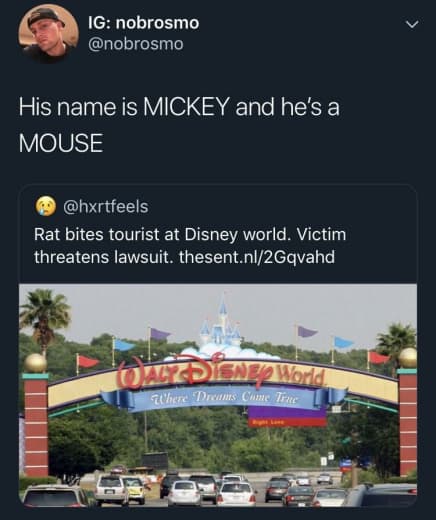 IG: nobrosmo
@nobrosmo
His name is MICKEY and he's a
MOUSE
@hxrtfeels
Rat bites tourist at Disney world. Victim
threatens lawsuit. thesent.nl/2Gqvahd
WALT DISNEY World
Where Dreams Come True
Right Lane